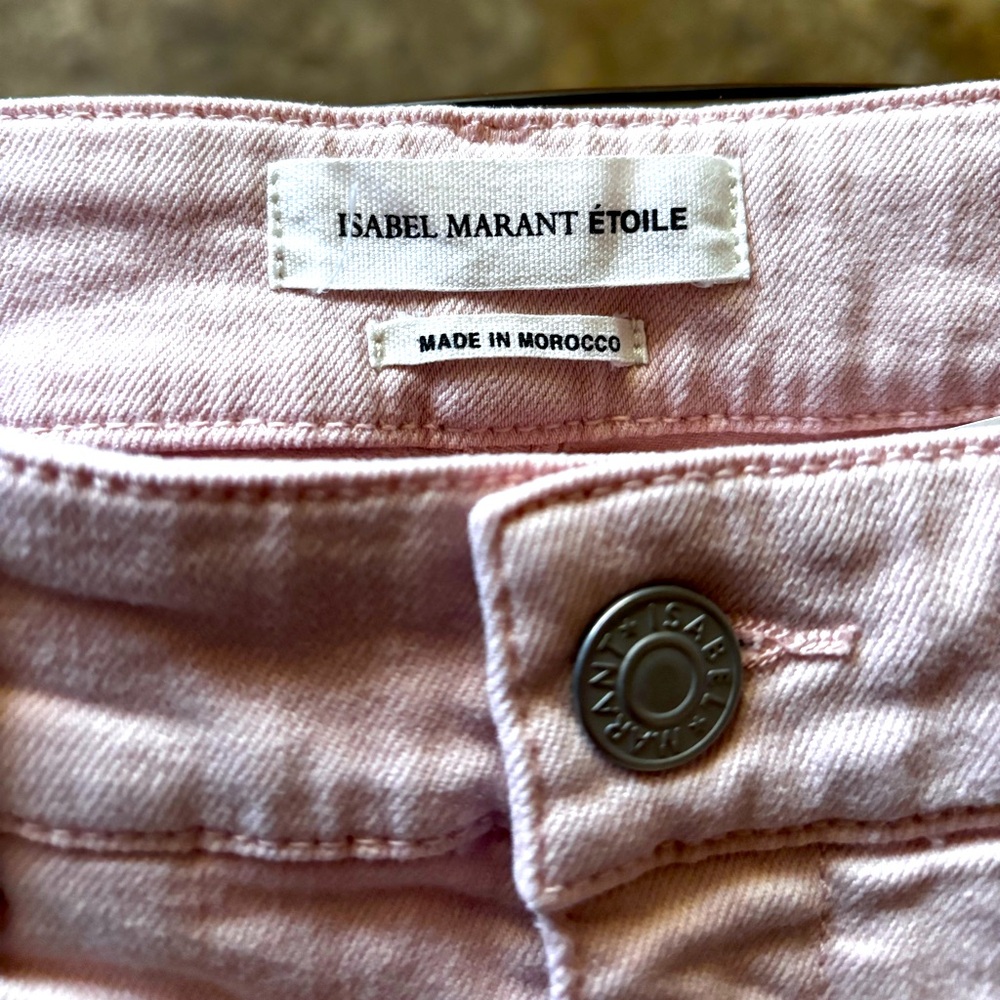 ISABEL MARANT ÉTOILE
MADE IN MOROCCO
ISABEL★MARANT★